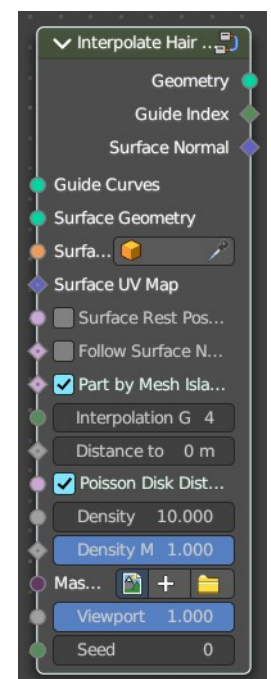 Interpolate Hair ..
Geometry
Guide Index
Surface Normal
Guide Curves
Surface Geometry
Surfa...
Surface UV Map
Surface Rest Pos...
Follow Surface N...
Part by Mesh Isla...
Interpolation G 4
Distance to 0 m
Poisson Disk Dist...
Density 10.000
Density M 1.000
Mas...
Viewport 1.000
Seed 0